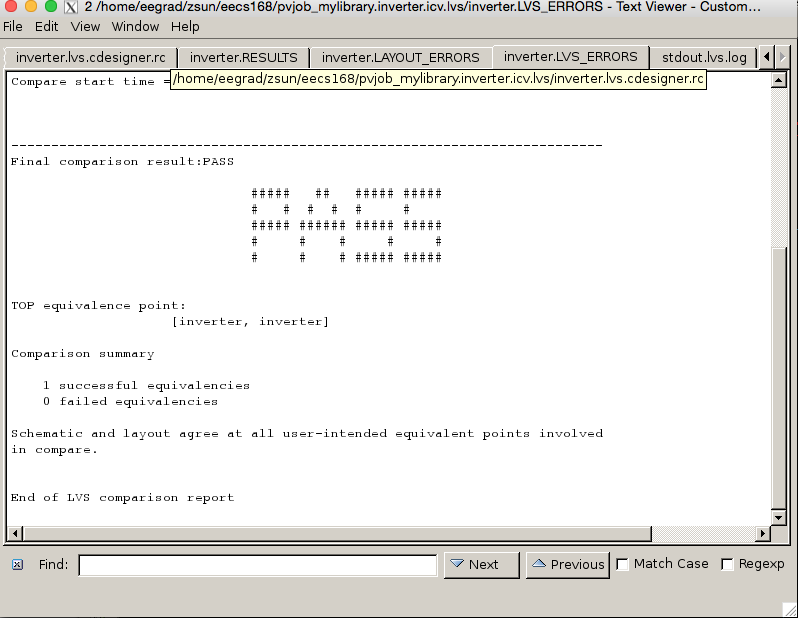 2 /home/eegrad/zsun/eecs168/pvjob_mylibrary.inverter.icv.lvs/inverter.LVS_ERRORS - Text Viewer - Custom...
File Edit View Window Help
inverter.lvs.cdesigner.rc inverter.RESULTS inverter.LAYOUT_ERRORS inverter.LVS_ERRORS stdout.lvs.log
Compare start time =
/home/eegrad/zsun/eecs168/pvjob_mylibrary.inverter.icv.lvs/inverter.lvs.cdesigner.rc
--------------------------------------------------------------------------
Final comparison result:PASS
#####   ##   ##### #####
#   #  #  #  #     #
##### ###### ##### #####
#     #    #     #     #
#     #    # ##### #####
TOP equivalence point:
[inverter, inverter]
Comparison summary
1 successful equivalencies
0 failed equivalencies
Schematic and layout agree at all user-intended equivalent points involved
in compare.
End of LVS comparison report
Find: Next Previous Match Case Regexp